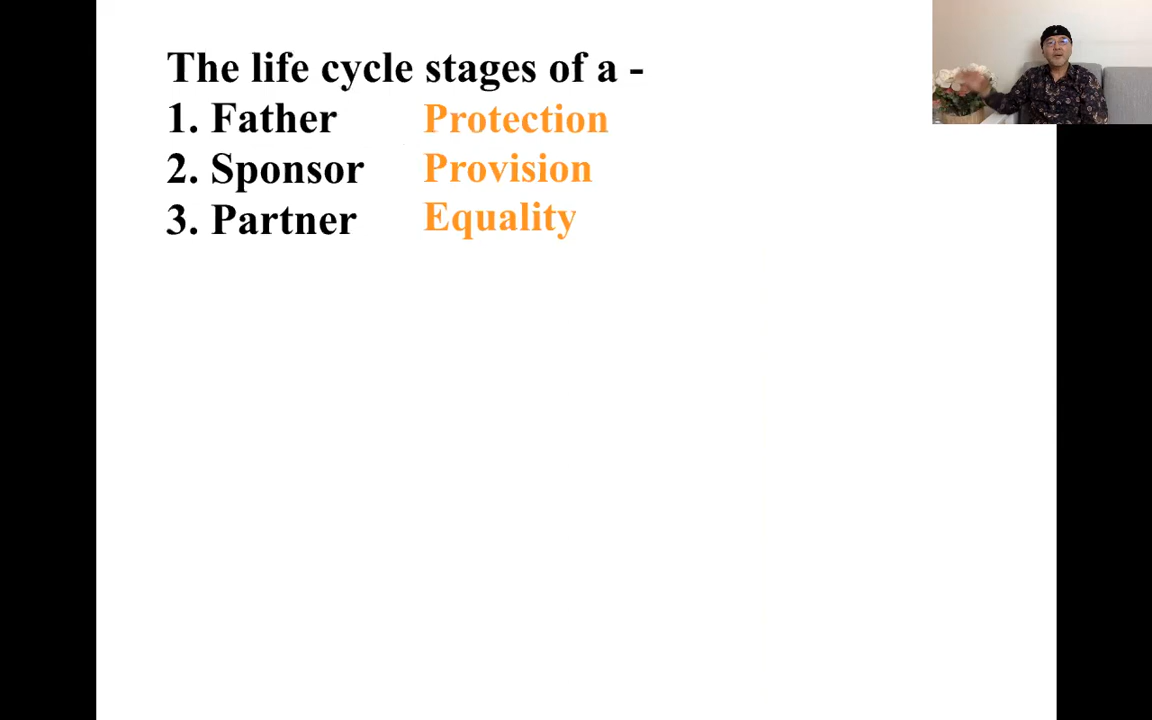 The life cycle stages of a -
1. Father Protection
2. Sponsor Provision
3. Partner Equality